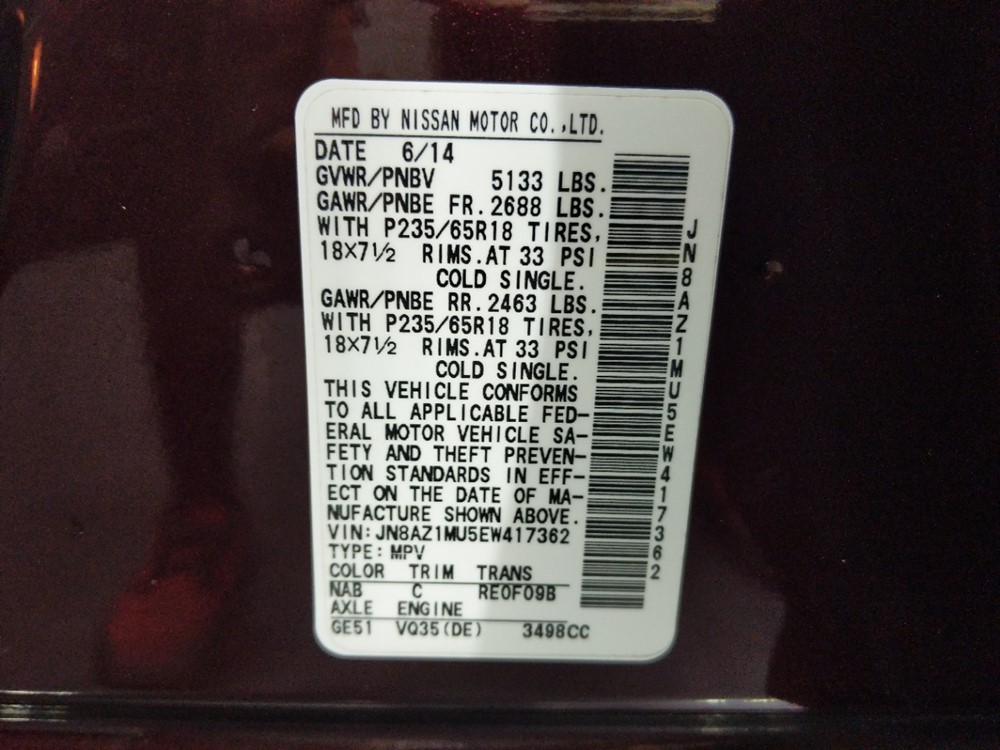 MFD BY NISSAN MOTOR CO.,LTD.
DATE 6/14
GVWR/PNBV 5133 LBS.
GAWR/PNBE FR.2688 LBS.
WITH P235/65R18 TIRES,
18×7½ RIMS.AT 33 PSI
COLD SINGLE.
GAWR/PNBE RR.2463 LBS.
WITH P235/65R18 TIRES,
18×7½ RIMS.AT 33 PSI
COLD SINGLE.
THIS VEHICLE CONFORMS
TO ALL APPLICABLE FED-
ERAL MOTOR VEHICLE SA-
FETY AND THEFT PREVEN-
TION STANDARDS IN EFF-
ECT ON THE DATE OF MA-
NUFACTURE SHOWN ABOVE.
VIN:JN8AZ1MU5EW417362
TYPE: MPV
COLOR TRIM TRANS
NAB C RE0F09B
AXLE ENGINE
GE51 VQ35(DE) 3498CC
JN8AZ1MU5EW417362